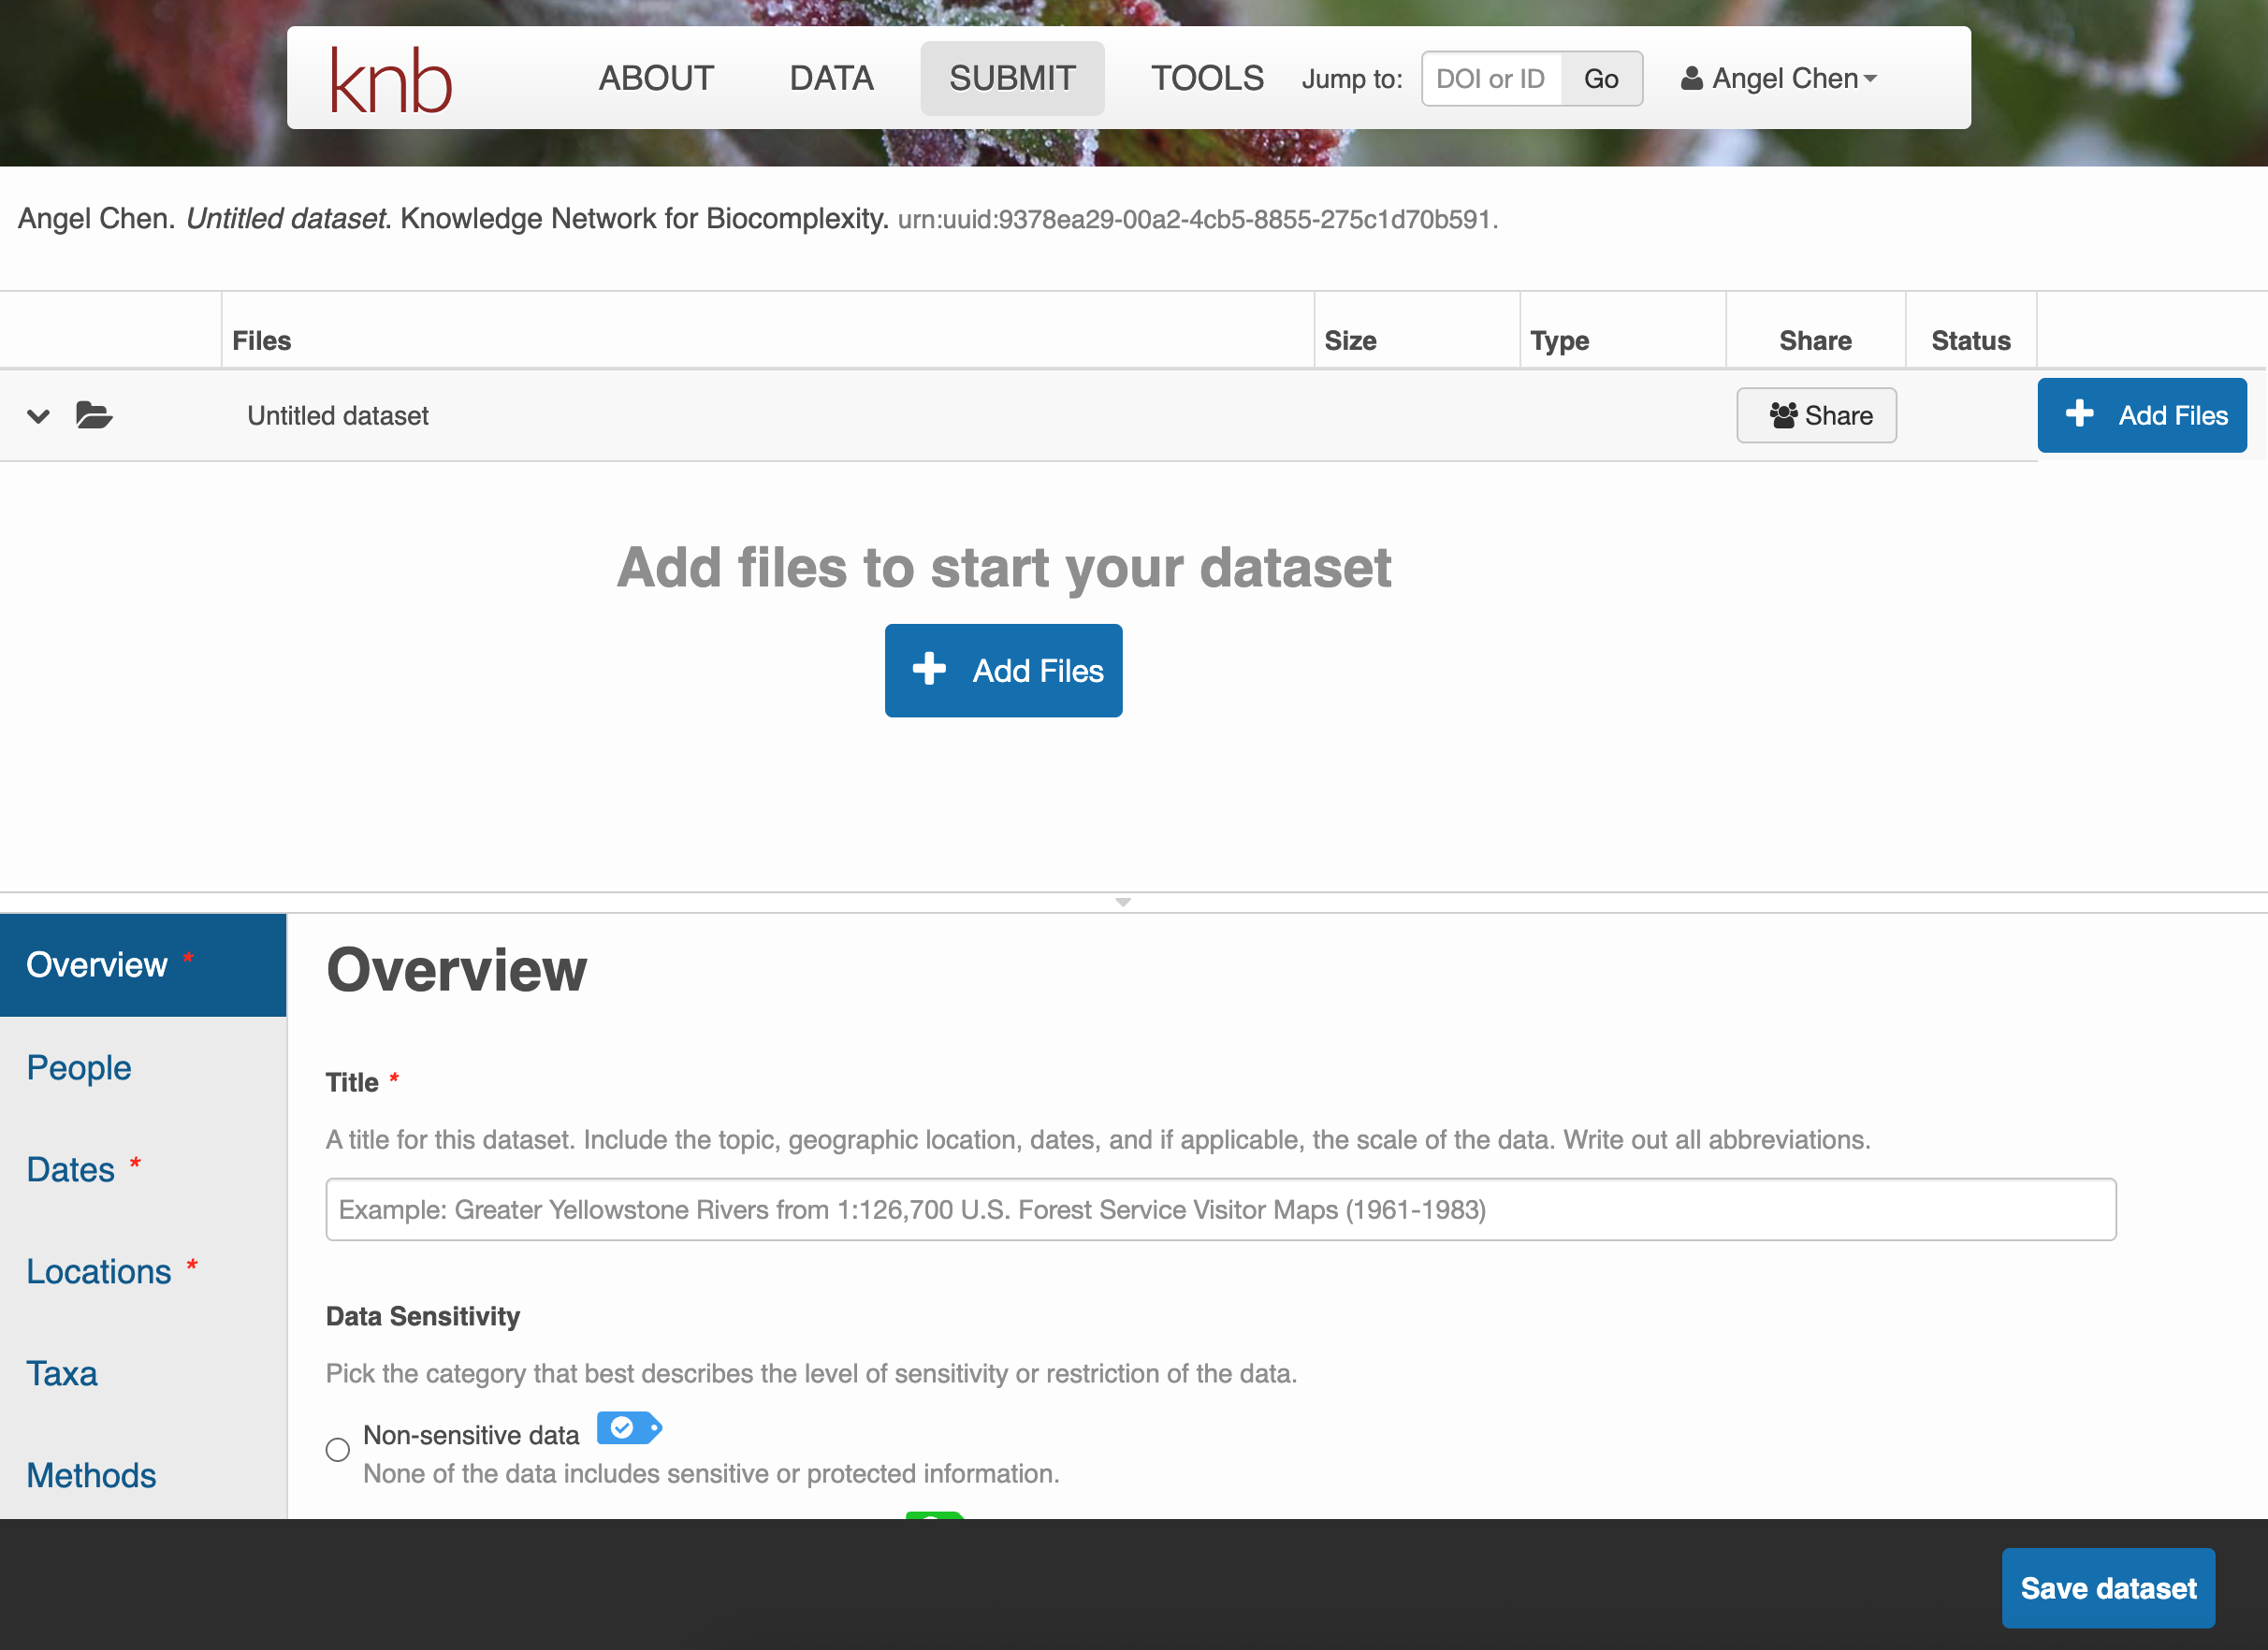 knb
ABOUT DATA SUBMIT TOOLS Jump to: DOI or ID Go Angel Chen
Angel Chen. Untitled dataset. Knowledge Network for Biocomplexity. urn:uuid:9378ea29-00a2-4cb5-8855-275c1d70b591.
Files Size Type Share Status
Untitled dataset Share Add Files
Add files to start your dataset
Add Files
Overview *
People
Dates *
Locations *
Taxa
Methods
Overview
Title *
A title for this dataset. Include the topic, geographic location, dates, and if applicable, the scale of the data. Write out all abbreviations.
Example: Greater Yellowstone Rivers from 1:126,700 U.S. Forest Service Visitor Maps (1961-1983)
Data Sensitivity
Pick the category that best describes the level of sensitivity or restriction of the data.
Non-sensitive data
None of the data includes sensitive or protected information.
Save dataset